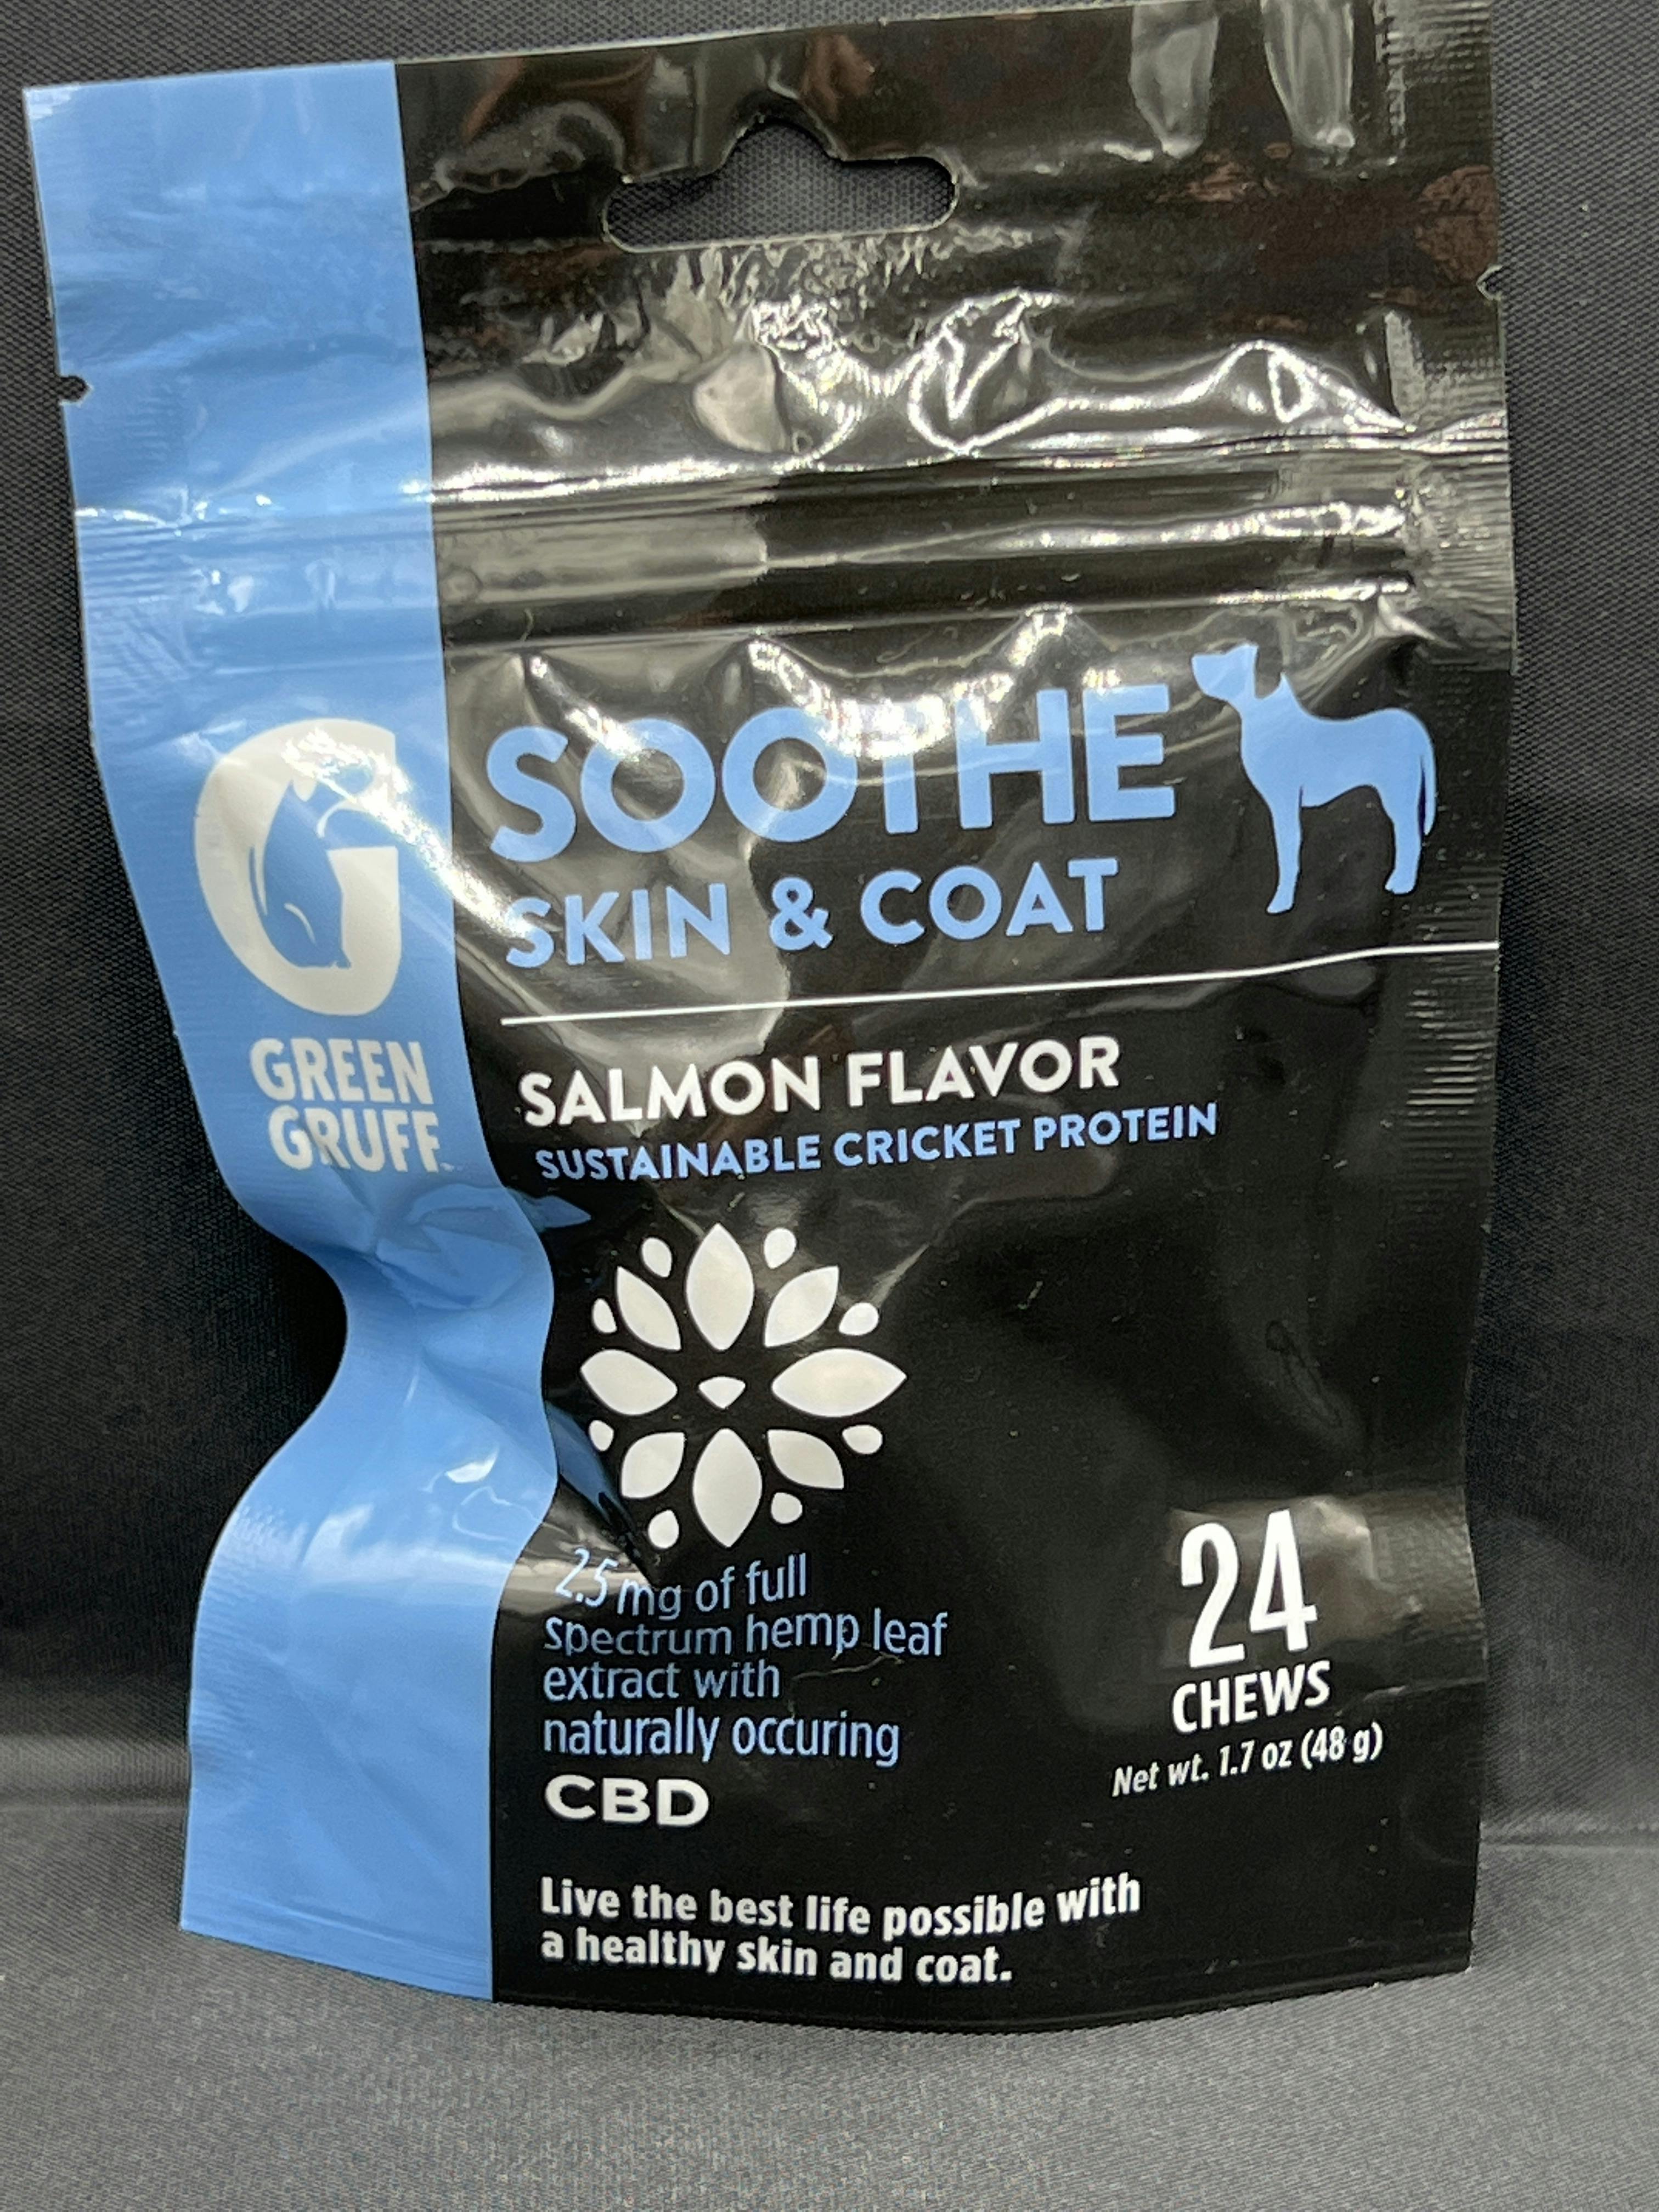 SOOTHE
SKIN & COAT
GREEN
GRUFF
SALMON FLAVOR
SUSTAINABLE CRICKET PROTEIN
2.5 mg of full
spectrum hemp leaf
extract with
naturally occuring
CBD
24
CHEWS
Net wt. 1.7 oz (48 g)
Live the best life possible with
a healthy skin and coat.